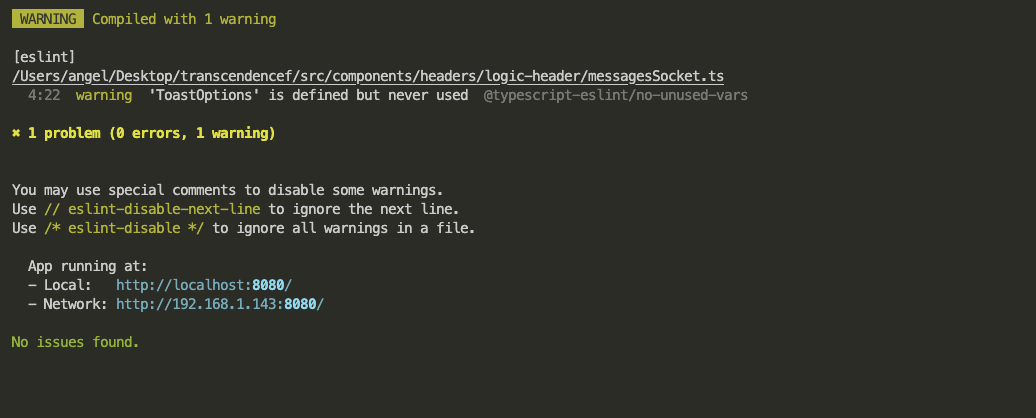 WARNING Compiled with 1 warning
[eslint]
/Users/angel/Desktop/transcendencef/src/components/headers/logic-header/messagesSocket.ts
4:22 warning 'ToastOptions' is defined but never used @typescript-eslint/no-unused-vars
✖ 1 problem (0 errors, 1 warning)
You may use special comments to disable some warnings.
Use // eslint-disable-next-line to ignore the next line.
Use /* eslint-disable */ to ignore all warnings in a file.
App running at:
- Local: http://localhost:8080/
- Network: http://192.168.1.143:8080/
No issues found.